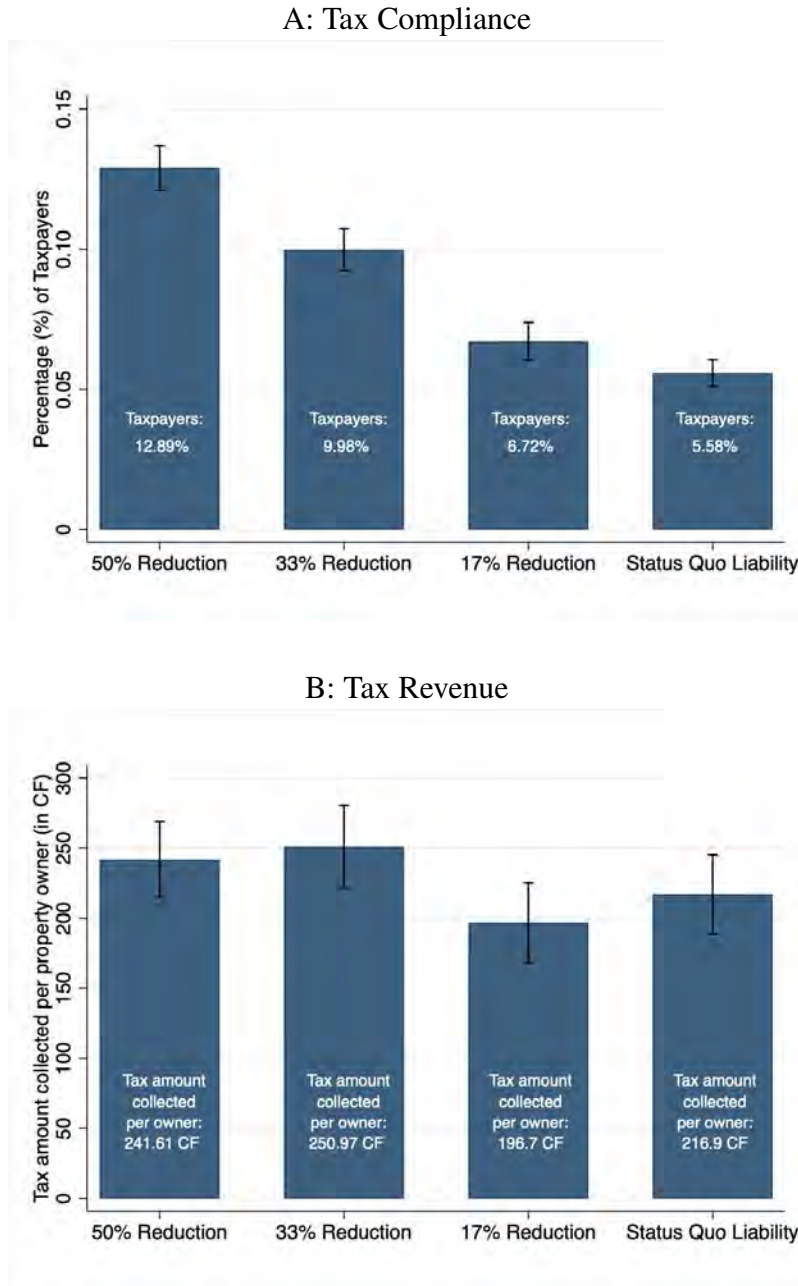 A: Tax Compliance
Percentage (%) of Taxpayers
0.15
0.10
0.05
0
Taxpayers:
12.89%
Taxpayers:
9.98%
Taxpayers:
6.72%
Taxpayers:
5.58%
50% Reduction
33% Reduction
17% Reduction
Status Quo Liability
B: Tax Revenue
Tax amount collected per property owner (in CF)
300
250
200
150
100
50
0
Tax amount
collected
per owner:
241.61 CF
Tax amount
collected
per owner:
250.97 CF
Tax amount
collected
per owner:
196.7 CF
Tax amount
collected
per owner:
216.9 CF
50% Reduction
33% Reduction
17% Reduction
Status Quo Liability